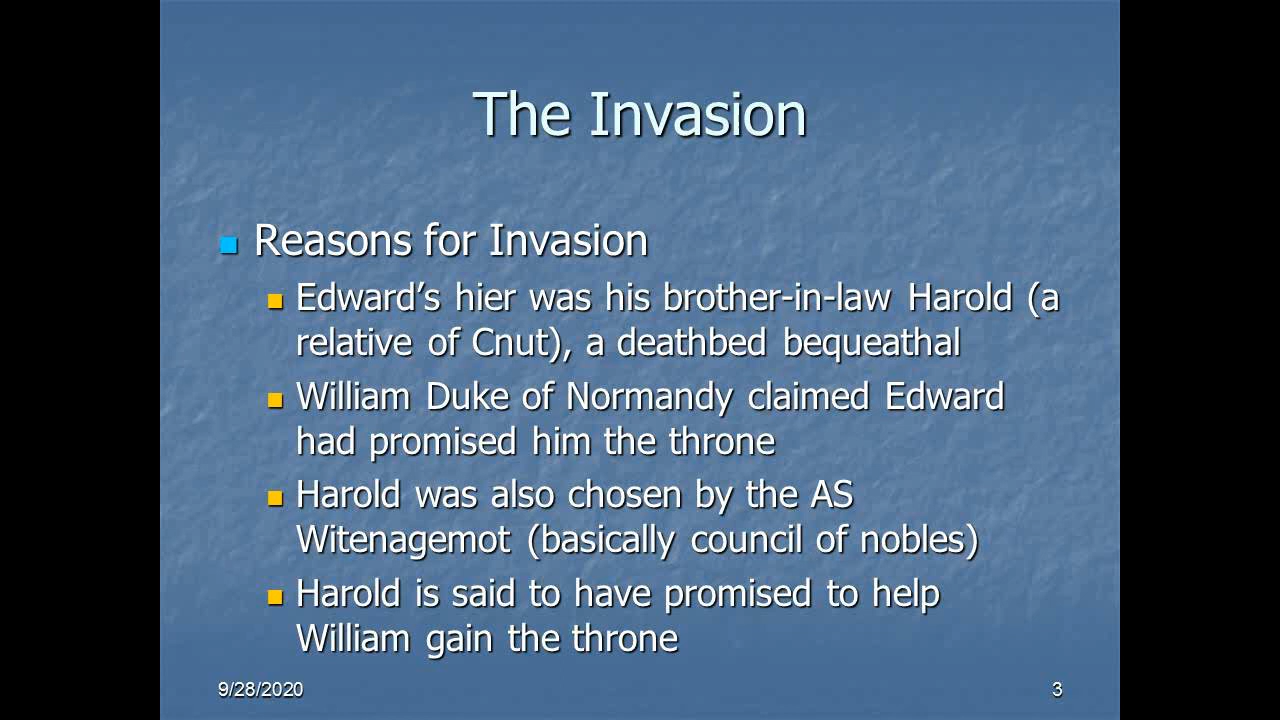 The Invasion
Reasons for Invasion
Edward’s hier was his brother-in-law Harold (a
relative of Cnut), a deathbed bequeathal
William Duke of Normandy claimed Edward
had promised him the throne
Harold was also chosen by the AS
Witenagemot (basically council of nobles)
Harold is said to have promised to help
William gain the throne
9/28/2020
3